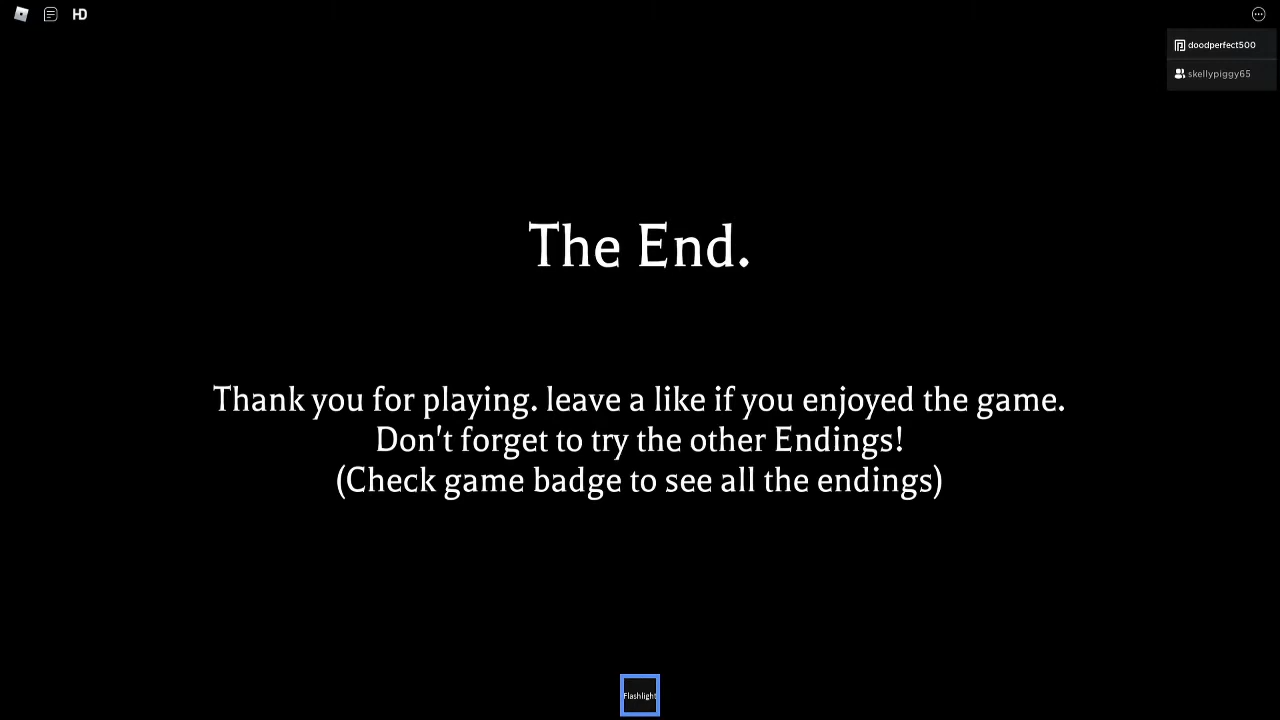 HD
doodperfect500
skellypiggy65
The End.
Thank you for playing. leave a like if you enjoyed the game.
Don't forget to try the other Endings!
(Check game badge to see all the endings)
Flashlight